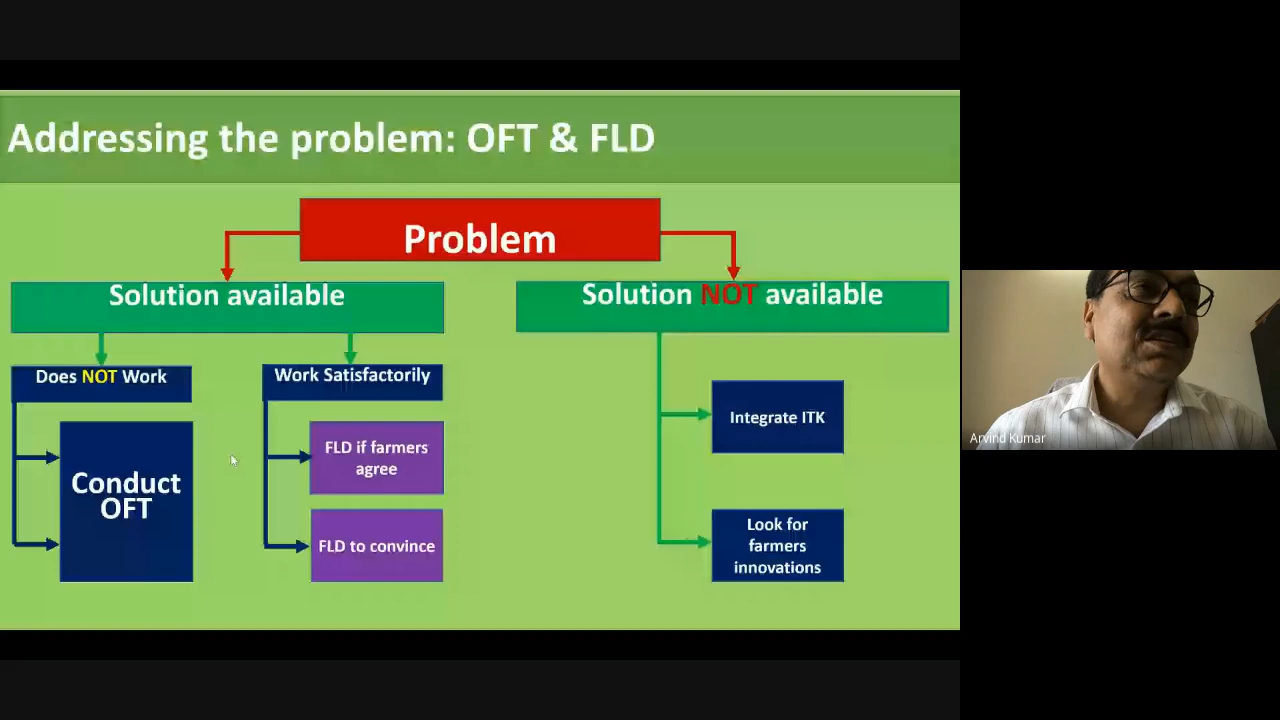 Addressing the problem: OFT & FLD
Problem
Solution available
Solution NOT available
Does NOT Work
Work Satisfactorily
Conduct
OFT
FLD if farmers
agree
FLD to convince
Integrate ITK
Look for
farmers
innovations
Arvind Kumar